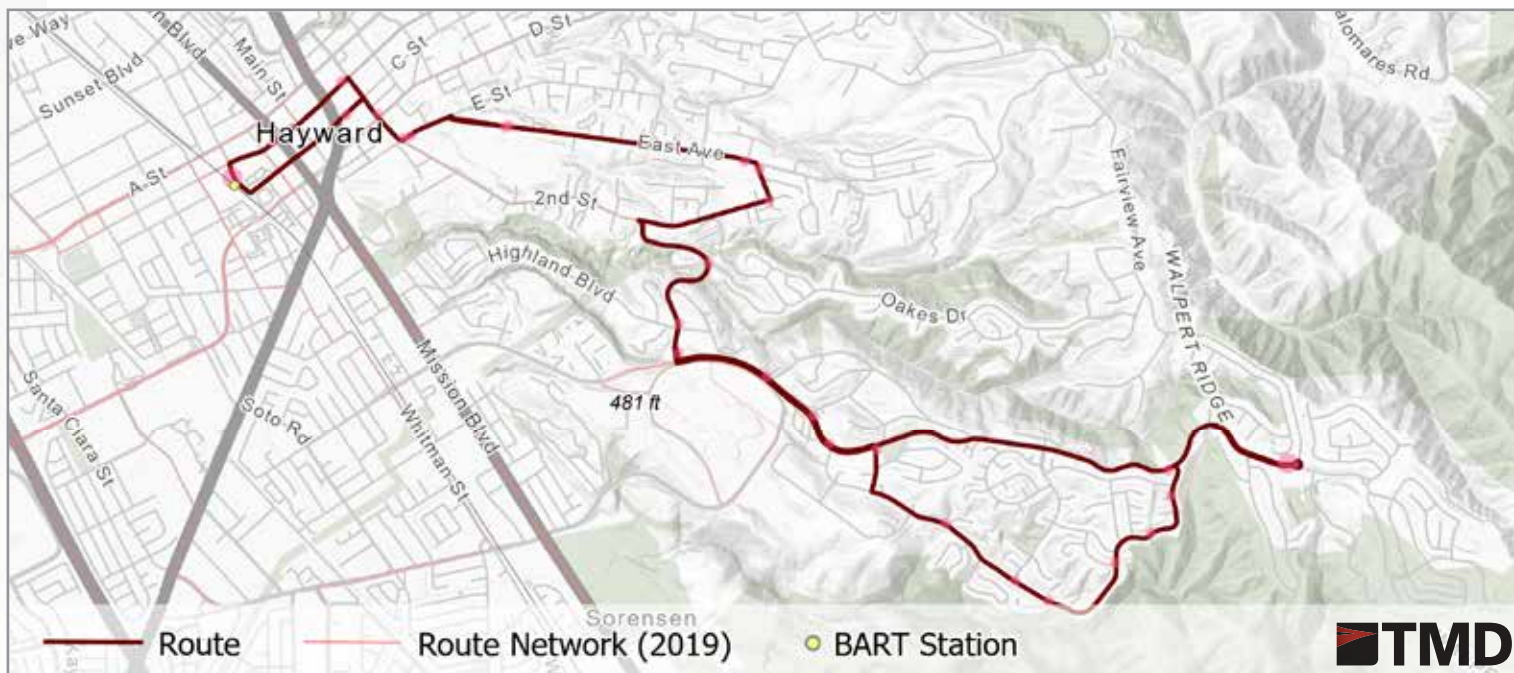 Main St
C St
D St
alomares Rd
Sunset Blvd
E St
Hayward
East Ave
A St
2nd St
Fairview Ave
Highland Blvd
WALPERT RIDGE
Oakes Dr
Mission Blvd
481 ft
Santa Clara St
Soto Rd
Whitman St
Sorensen
Route
Route Network (2019)
BART Station
TMD